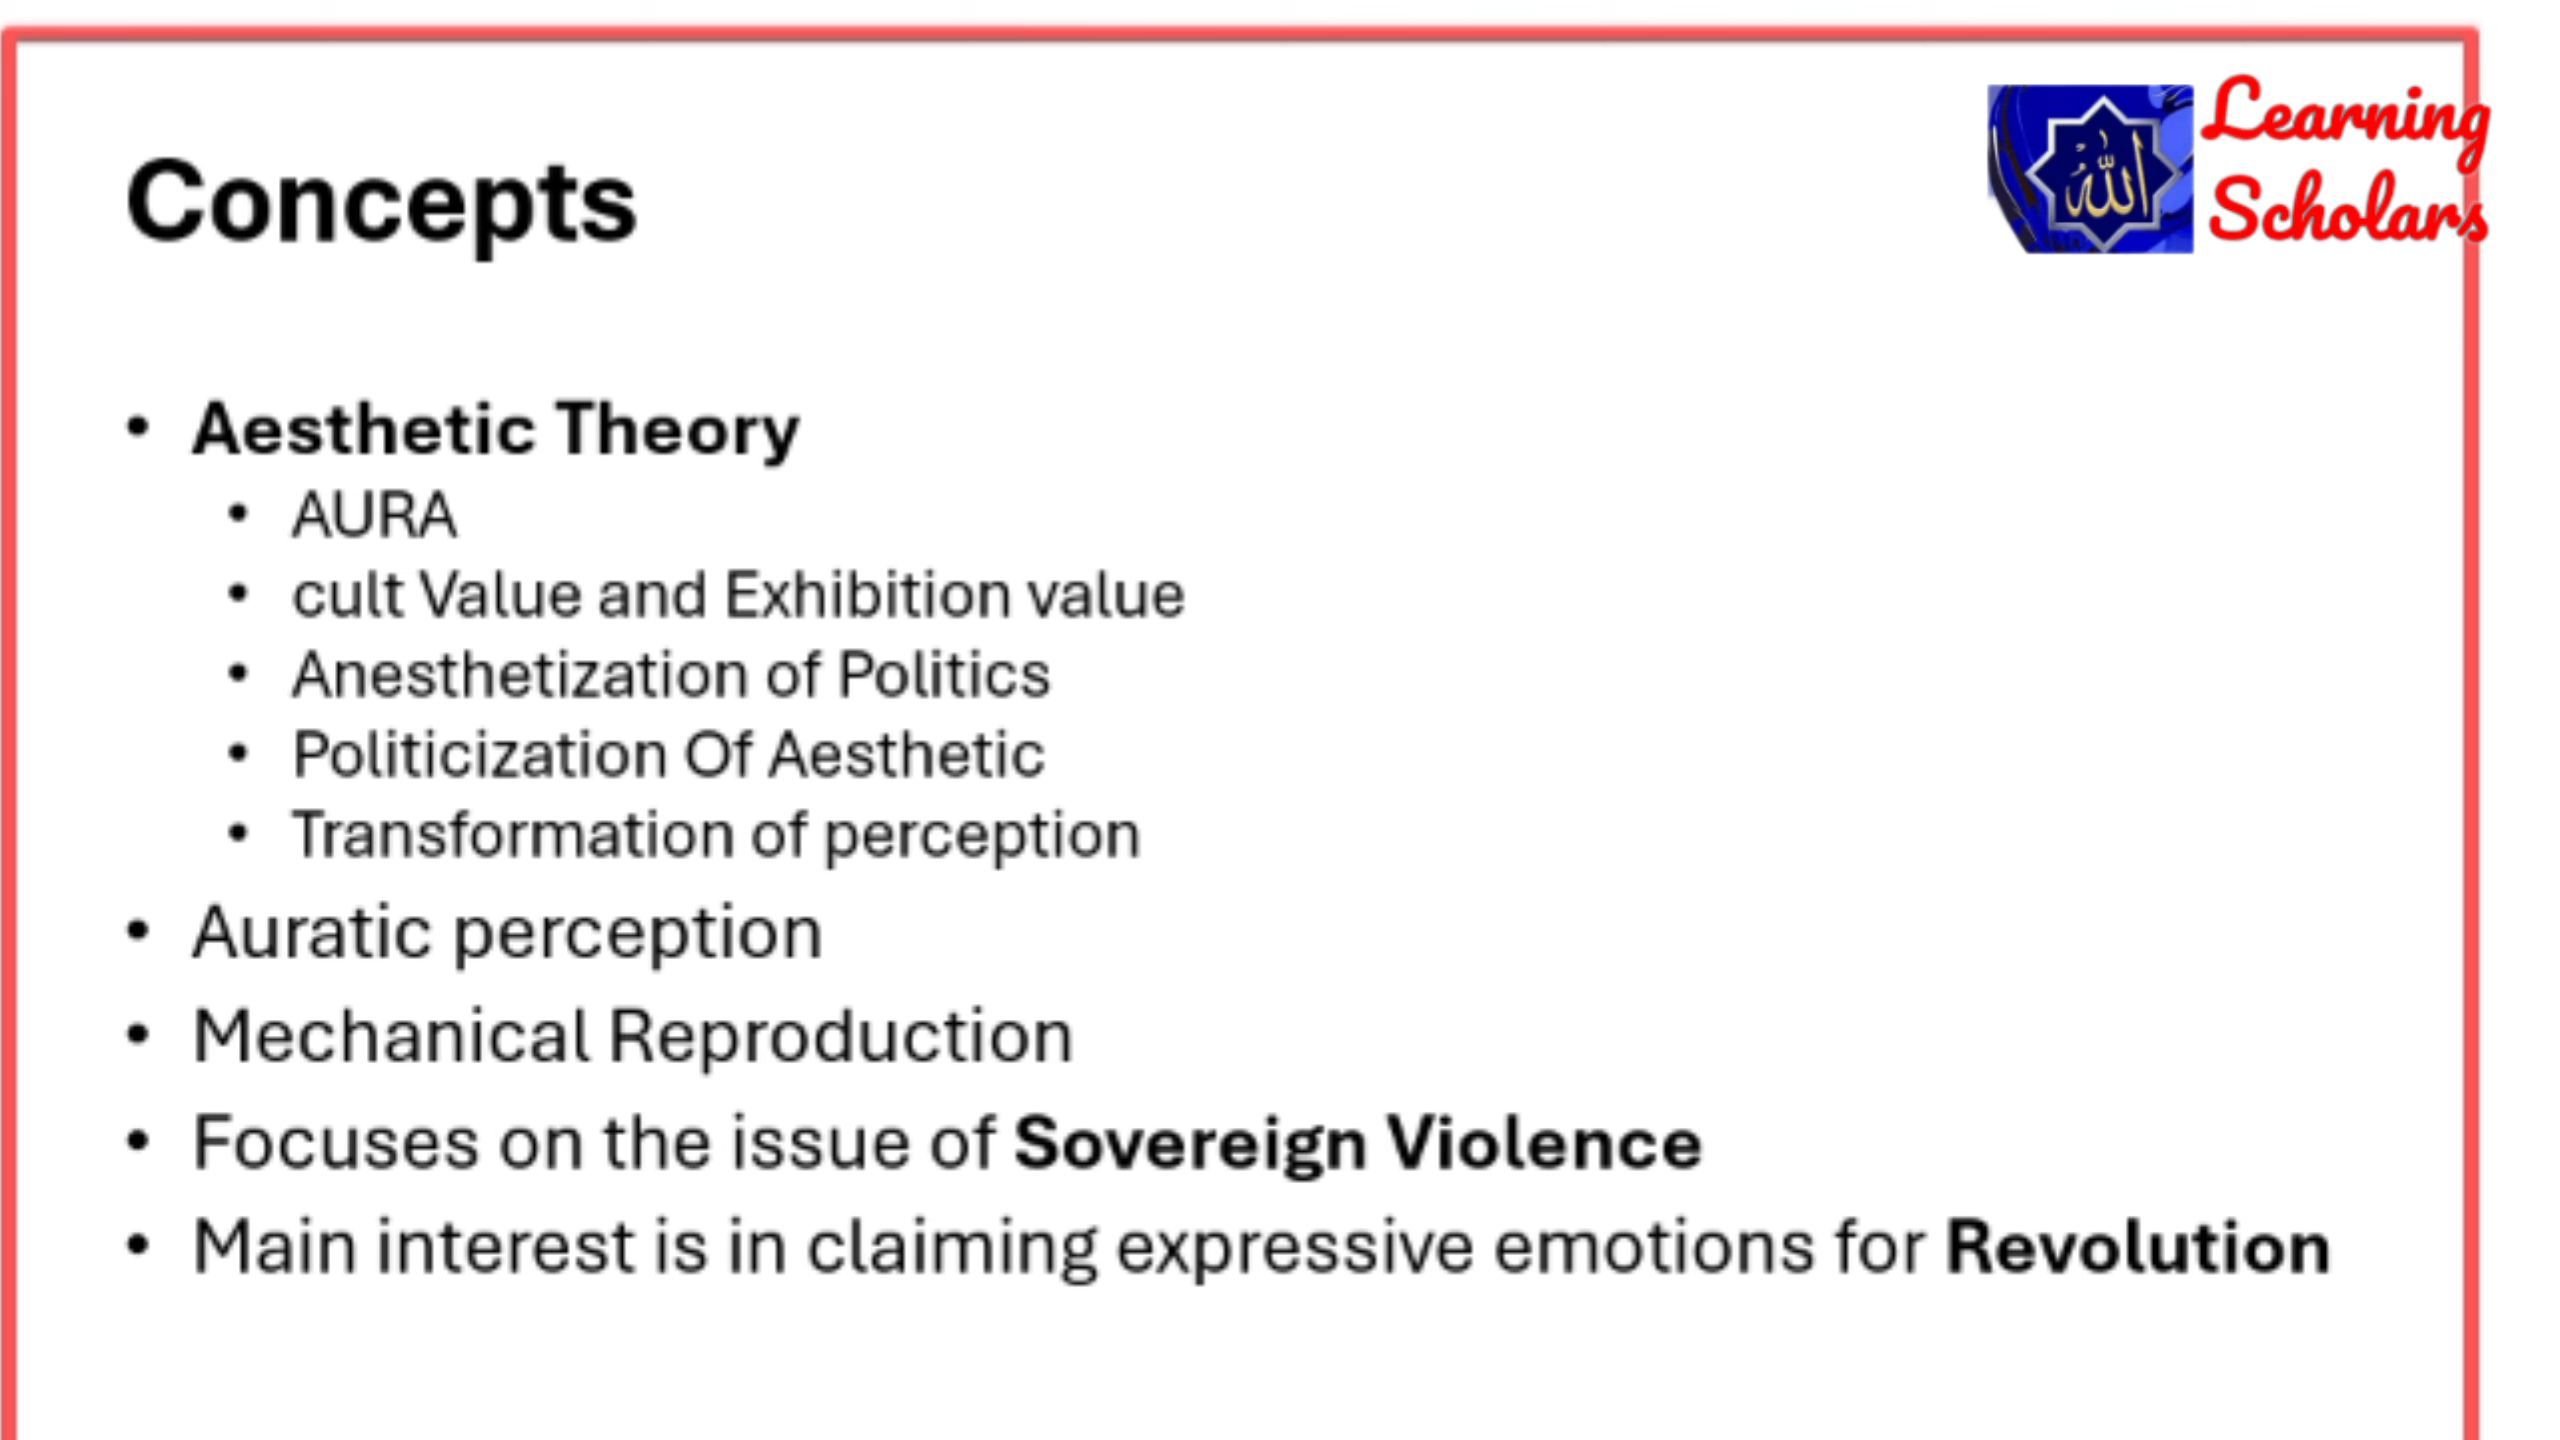 Concepts
الله
Learning
Scholars
• Aesthetic Theory
• AURA
• cult Value and Exhibition value
• Anesthetization of Politics
• Politicization Of Aesthetic
• Transformation of perception
• Auratic perception
• Mechanical Reproduction
• Focuses on the issue of Sovereign Violence
• Main interest is in claiming expressive emotions for Revolution